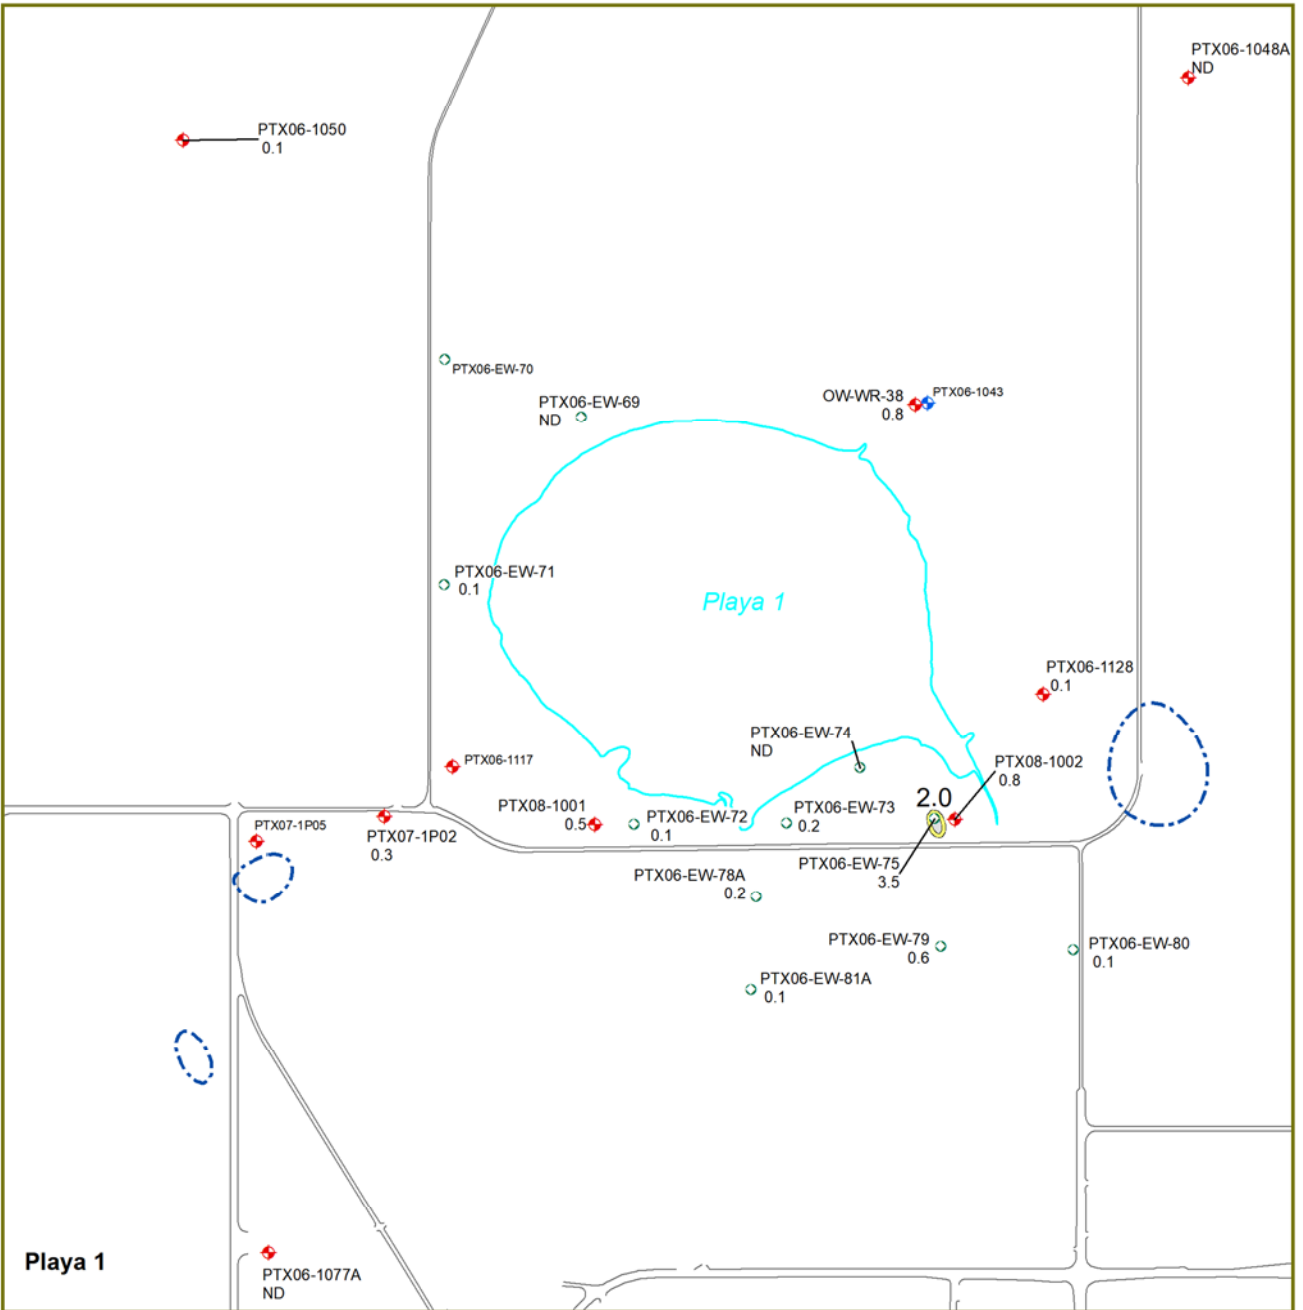 PTX06-1048A
ND
PTX06-1050
0.1
PTX06-EW-70
PTX06-EW-69
ND
OW-WR-38
0.8
PTX06-1043
PTX06-EW-71
0.1
Playa 1
PTX06-1128
0.1
PTX06-EW-74
ND
PTX06-1117
PTX08-1002
0.8
PTX08-1001
0.5
PTX06-EW-72
0.1
PTX06-EW-73
0.2
2.0
PTX07-1P05
PTX07-1P02
0.3
PTX06-EW-75
3.5
PTX06-EW-78A
0.2
PTX06-EW-79
0.6
PTX06-EW-80
0.1
PTX06-EW-81A
0.1
Playa 1
PTX06-1077A
ND